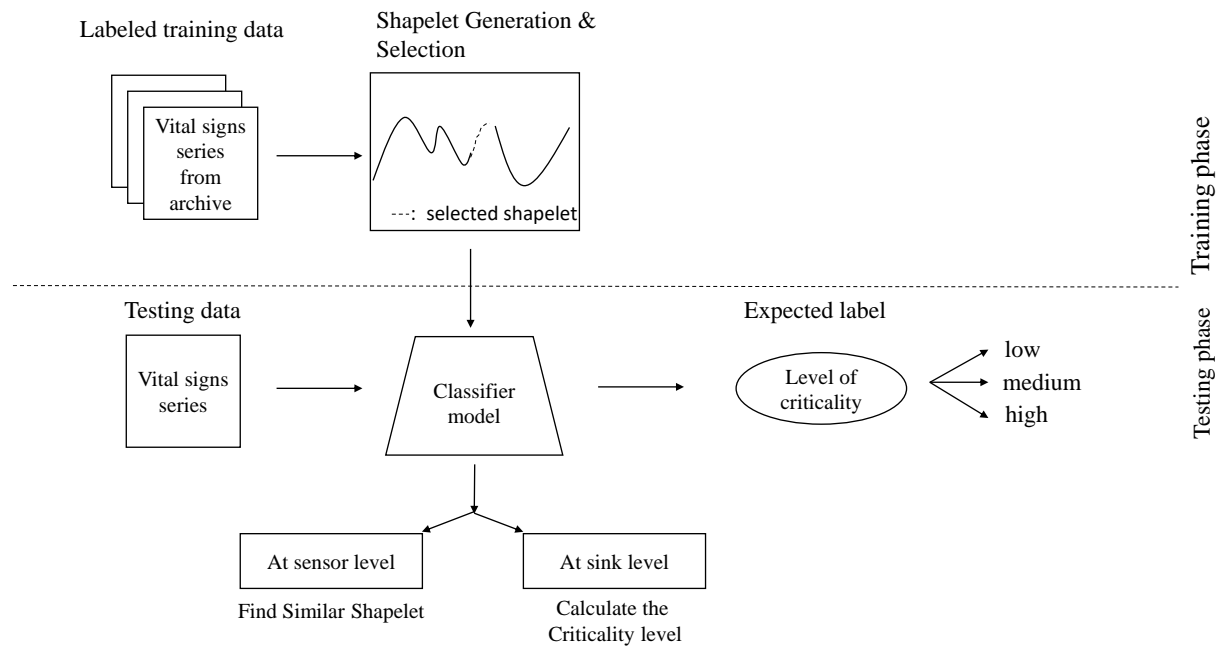 Labeled training data
Shapelet Generation &
Selection
Vital signs
series
from
archive
---: selected shapelet
Training phase
Testing data
Vital signs
series
Classifier
model
Expected label
Level of
criticality
low
medium
high
Testing phase
At sensor level
Find Similar Shapelet
At sink level
Calculate the
Criticality level